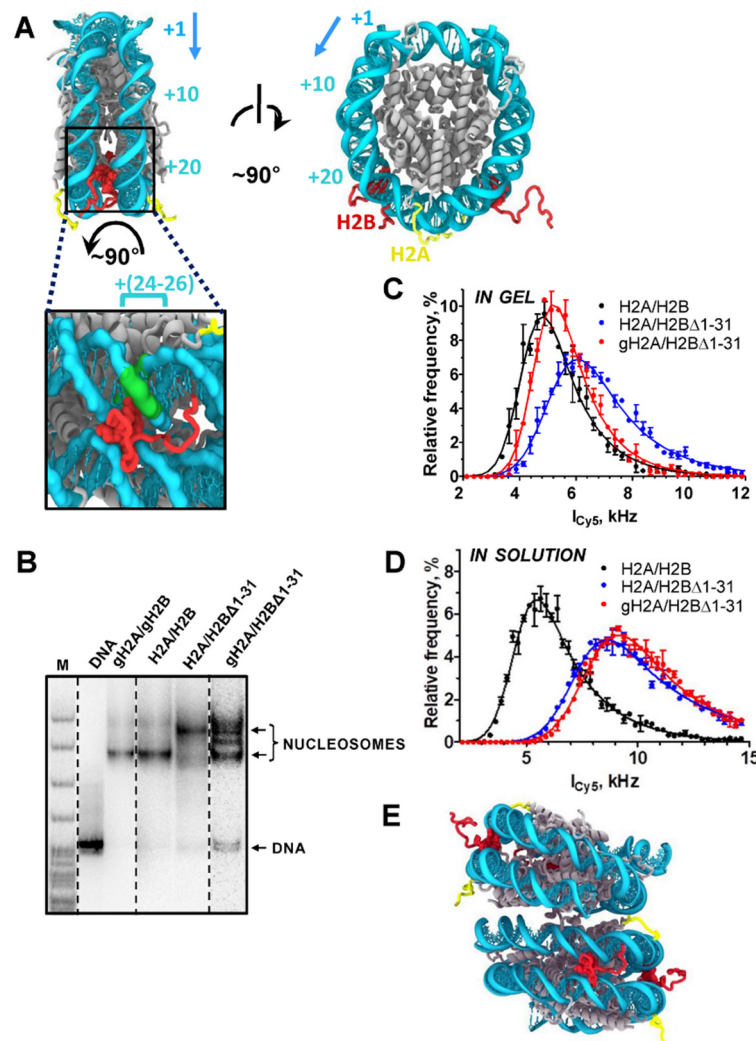 A
+1
+10
+20
~90°
+1
+10
+20
H2B
H2A
~90°
+(24-26)
B
M
DNA
gH2A/gH2B
H2A/H2B
H2A/H2BΔ1-31
gH2A/H2BΔ1-31
NUCLEOSOMES
DNA
C
IN GEL
H2A/H2B
H2A/H2BΔ1-31
gH2A/H2BΔ1-31
Relative frequency, %
10
8
6
4
2
0
2 4 6 8 10 12
ICy5, kHz
D
IN SOLUTION
H2A/H2B
H2A/H2BΔ1-31
gH2A/H2BΔ1-31
Relative frequency, %
8
6
4
2
0
5 10 15
ICy5, kHz
E